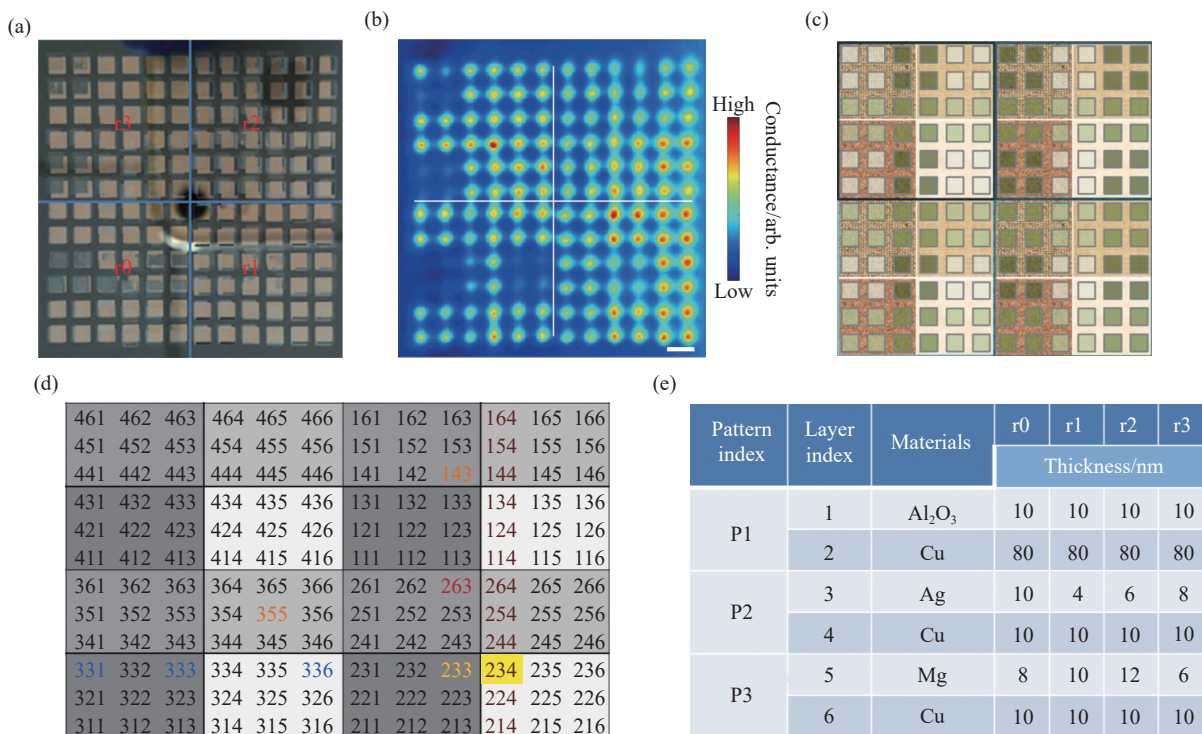 (a)
r3
r2
r0
r1
(b)
High
Low
Conductance/arb. units
(c)
(d)
461 462 463 464 465 466 161 162 163 164 165 166
451 452 453 454 455 456 151 152 153 154 155 156
441 442 443 444 445 446 141 142 143 144 145 146
431 432 433 434 435 436 131 132 133 134 135 136
421 422 423 424 425 426 121 122 123 124 125 126
411 412 413 414 415 416 111 112 113 114 115 116
361 362 363 364 365 366 261 262 263 264 265 266
351 352 353 354 355 356 251 252 253 254 255 256
341 342 343 344 345 346 241 242 243 244 245 246
331 332 333 334 335 336 231 232 233 234 235 236
321 322 323 324 325 326 221 222 223 224 225 226
311 312 313 314 315 316 211 212 213 214 215 216
(e)
Pattern index Layer index Materials r0 r1 r2 r3
Thickness/nm
P1 1 Al₂O₃ 10 10 10 10
2 Cu 80 80 80 80
P2 3 Ag 10 4 6 8
4 Cu 10 10 10 10
P3 5 Mg 8 10 12 6
6 Cu 10 10 10 10